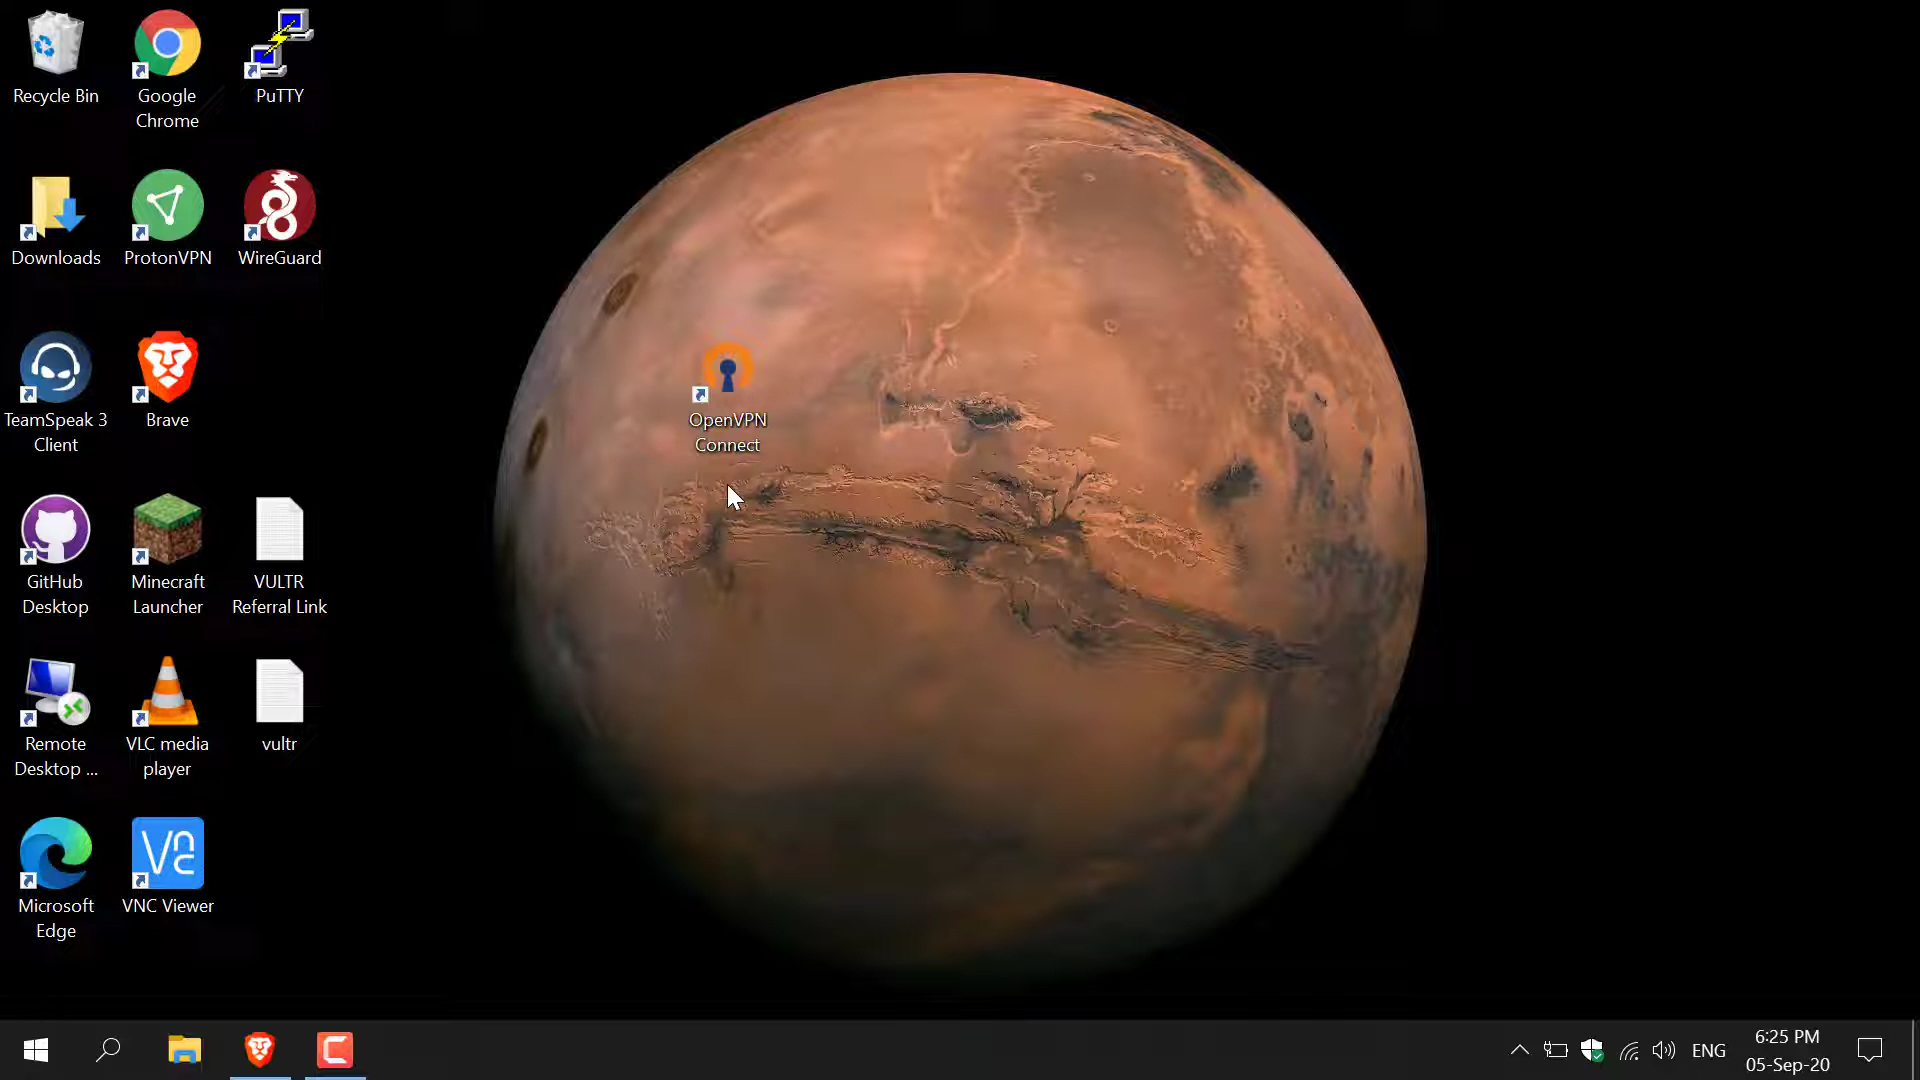 Recycle Bin
Google
Chrome
PuTTY
Downloads
ProtonVPN
WireGuard
TeamSpeak 3
Client
Brave
OpenVPN
Connect
GitHub
Desktop
Minecraft
Launcher
VULTR
Referral Link
Remote
Desktop ...
VLC media
player
vultr
Microsoft
Edge
VNC Viewer
ENG
6:25 PM
05-Sep-20